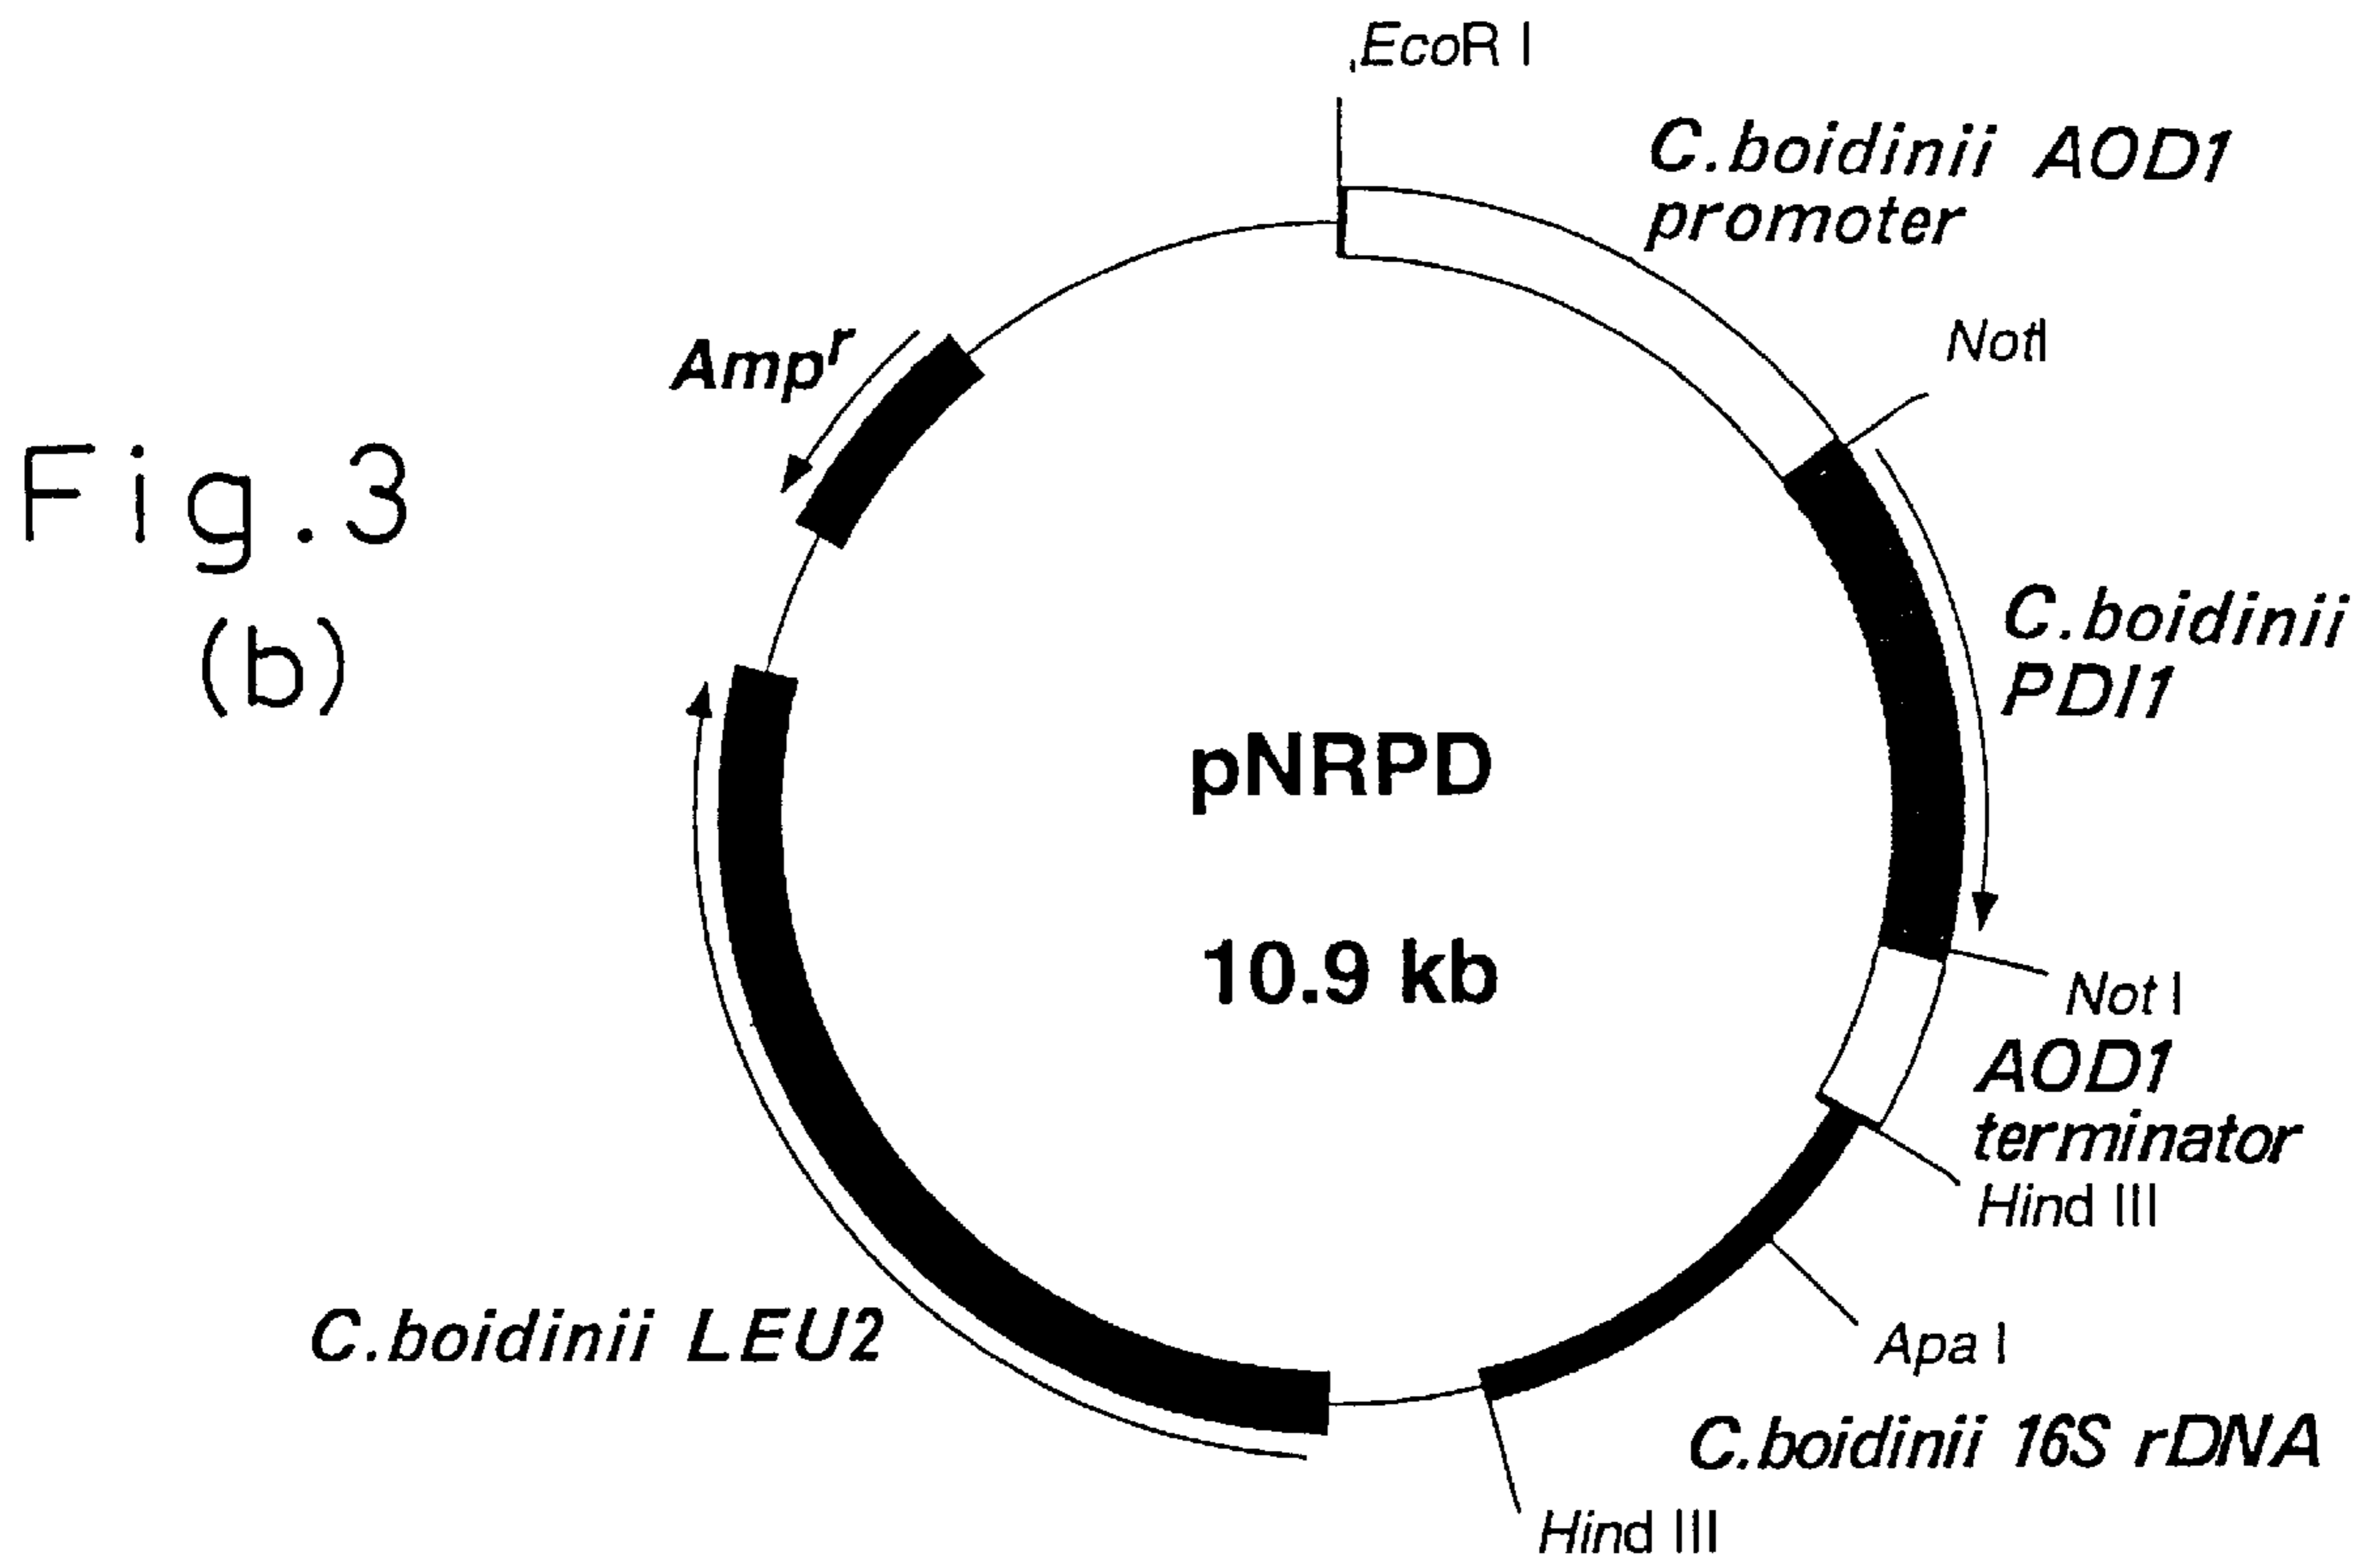 EcoR I
C.boidinii AOD1
promoter
NotI
Ampr
Fig.3
(b)
C.boidinii
PDI1
pNRPD
10.9 kb
Not I
AOD1
terminator
Hind III
C.boidinii LEU2
Apa I
C.boidinii 16S rDNA
Hind III